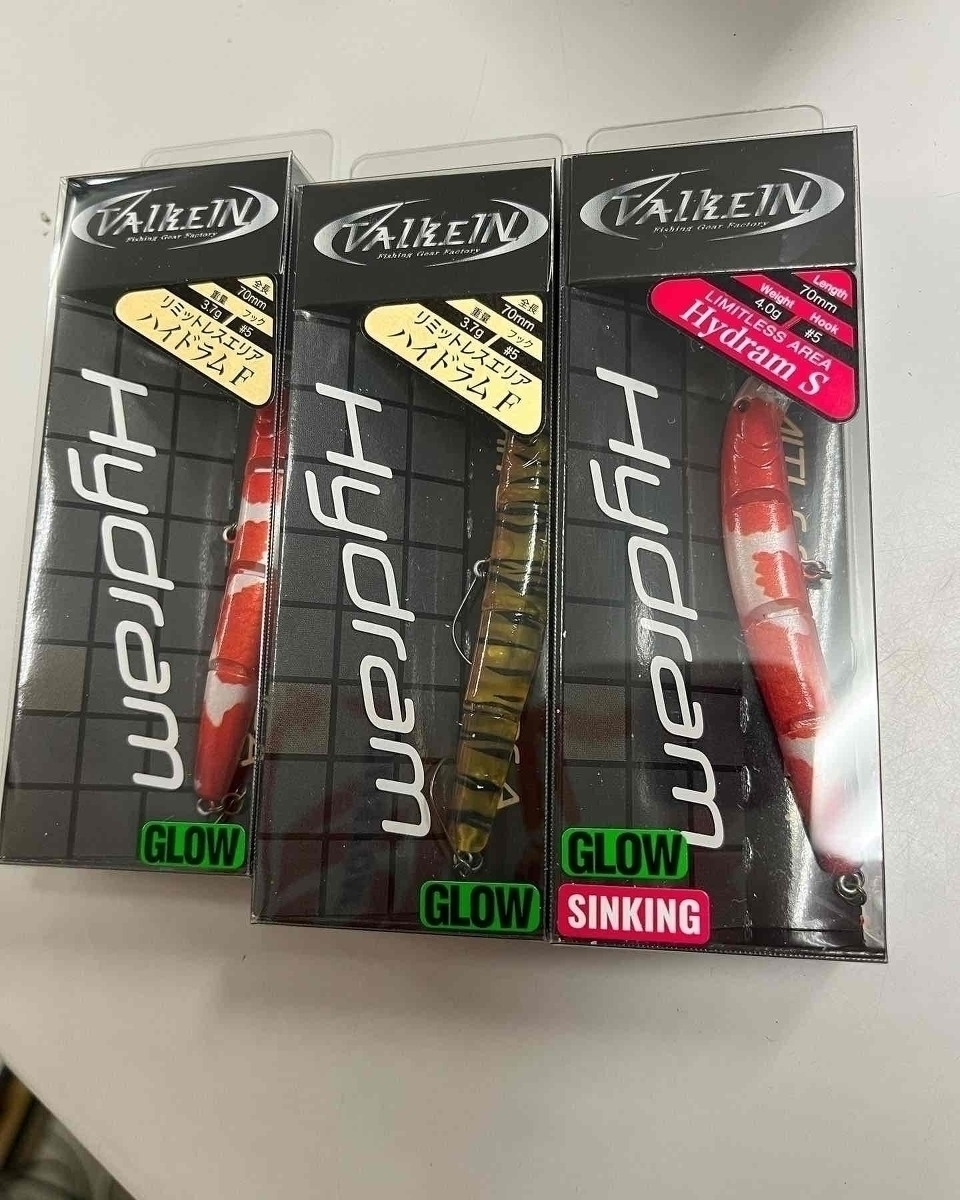 ValkeIN
Fishing Gear Factory
全長
70mm
重量
3.7g
フック
#5
リミットレスエリア
ハイドラム F
Hydram
GLOW
ValkeIN
Fishing Gear Factory
全長
70mm
重量
3.7g
フック
#5
リミットレスエリア
ハイドラム F
Hydram
GLOW
ValkeIN
Fishing Gear Factory
Length
70mm
Weight
4.0g
Hook
#5
LIMITLESS AREA
Hydram S
Hydram
GLOW
SINKING